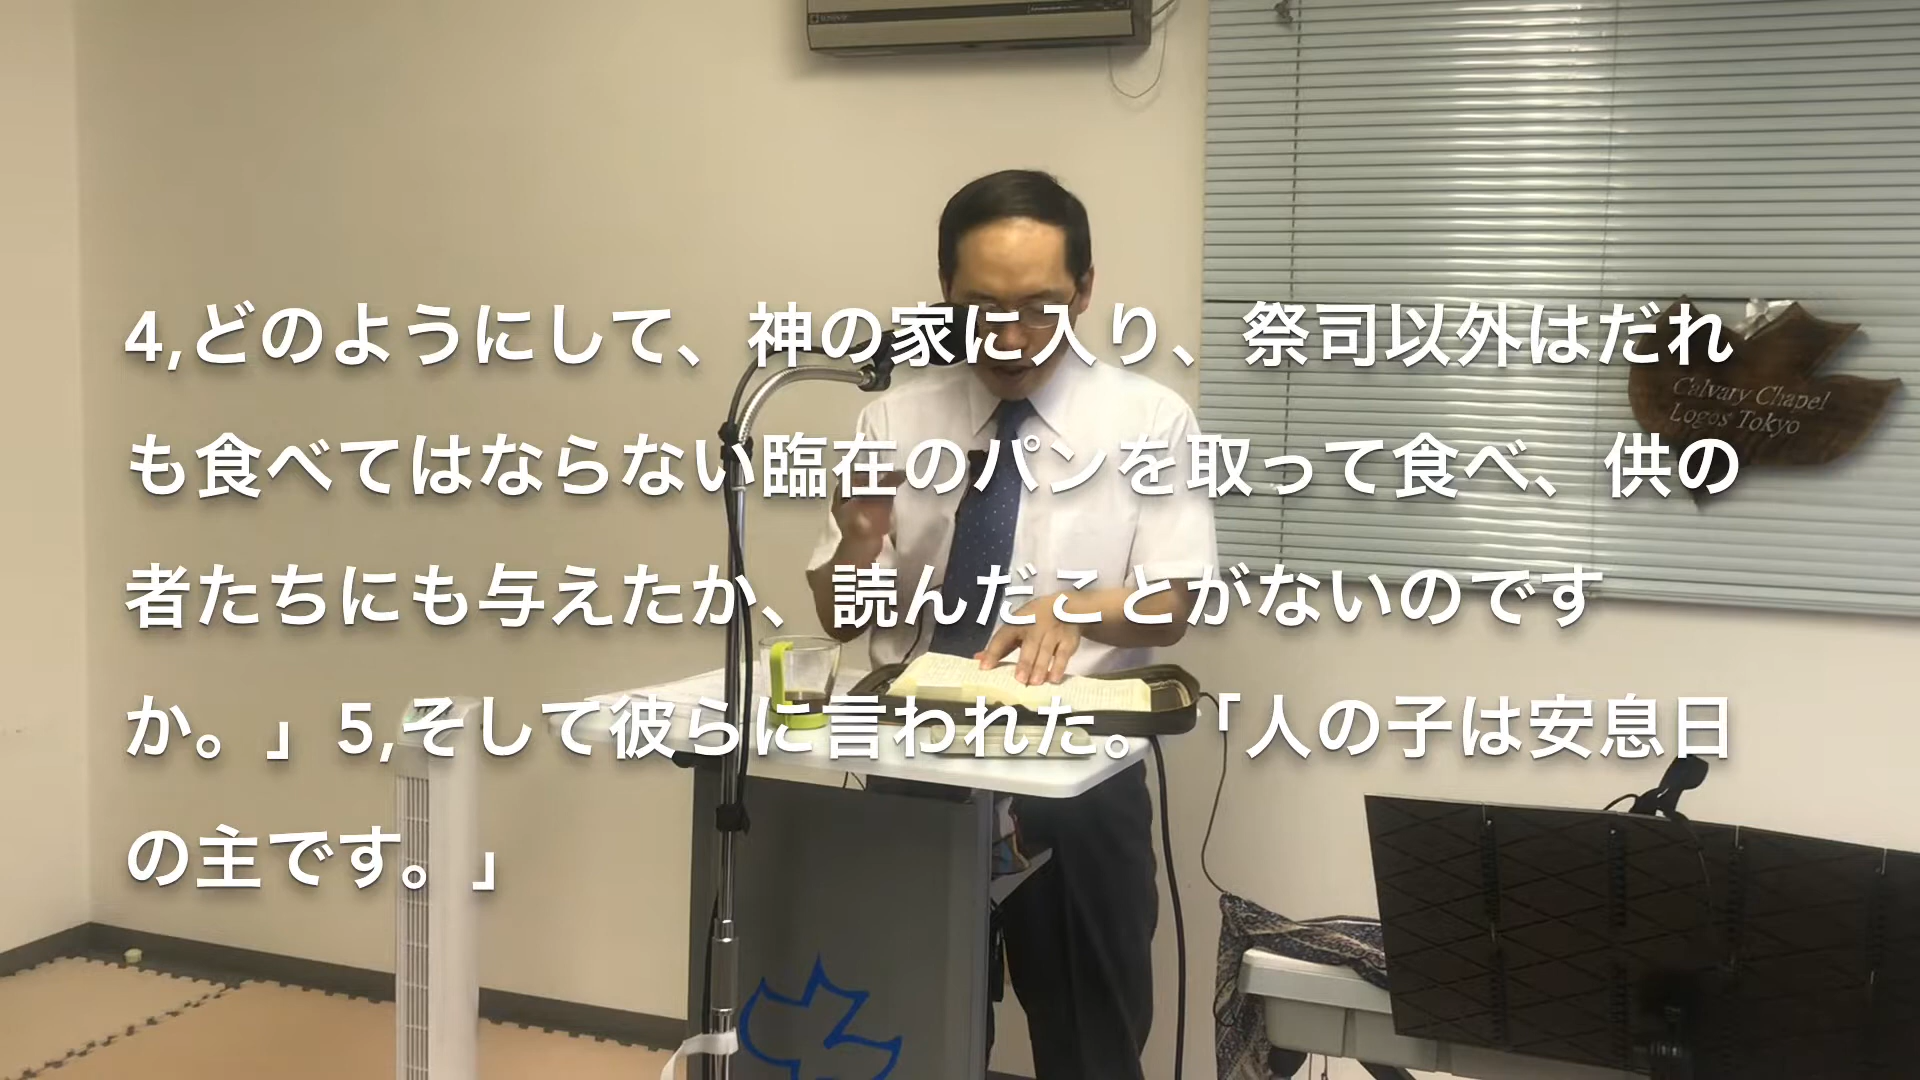 4,どのようにして、神の家に入り、祭司以外はだれ
も食べてはならない臨在のパンを取って食べ、供の
者たちにも与えたか、読んだことがないのです
か。」5,そして彼らに言われた。「人の子は安息日
の主です。」
Calvary Chapel
Logos Tokyo